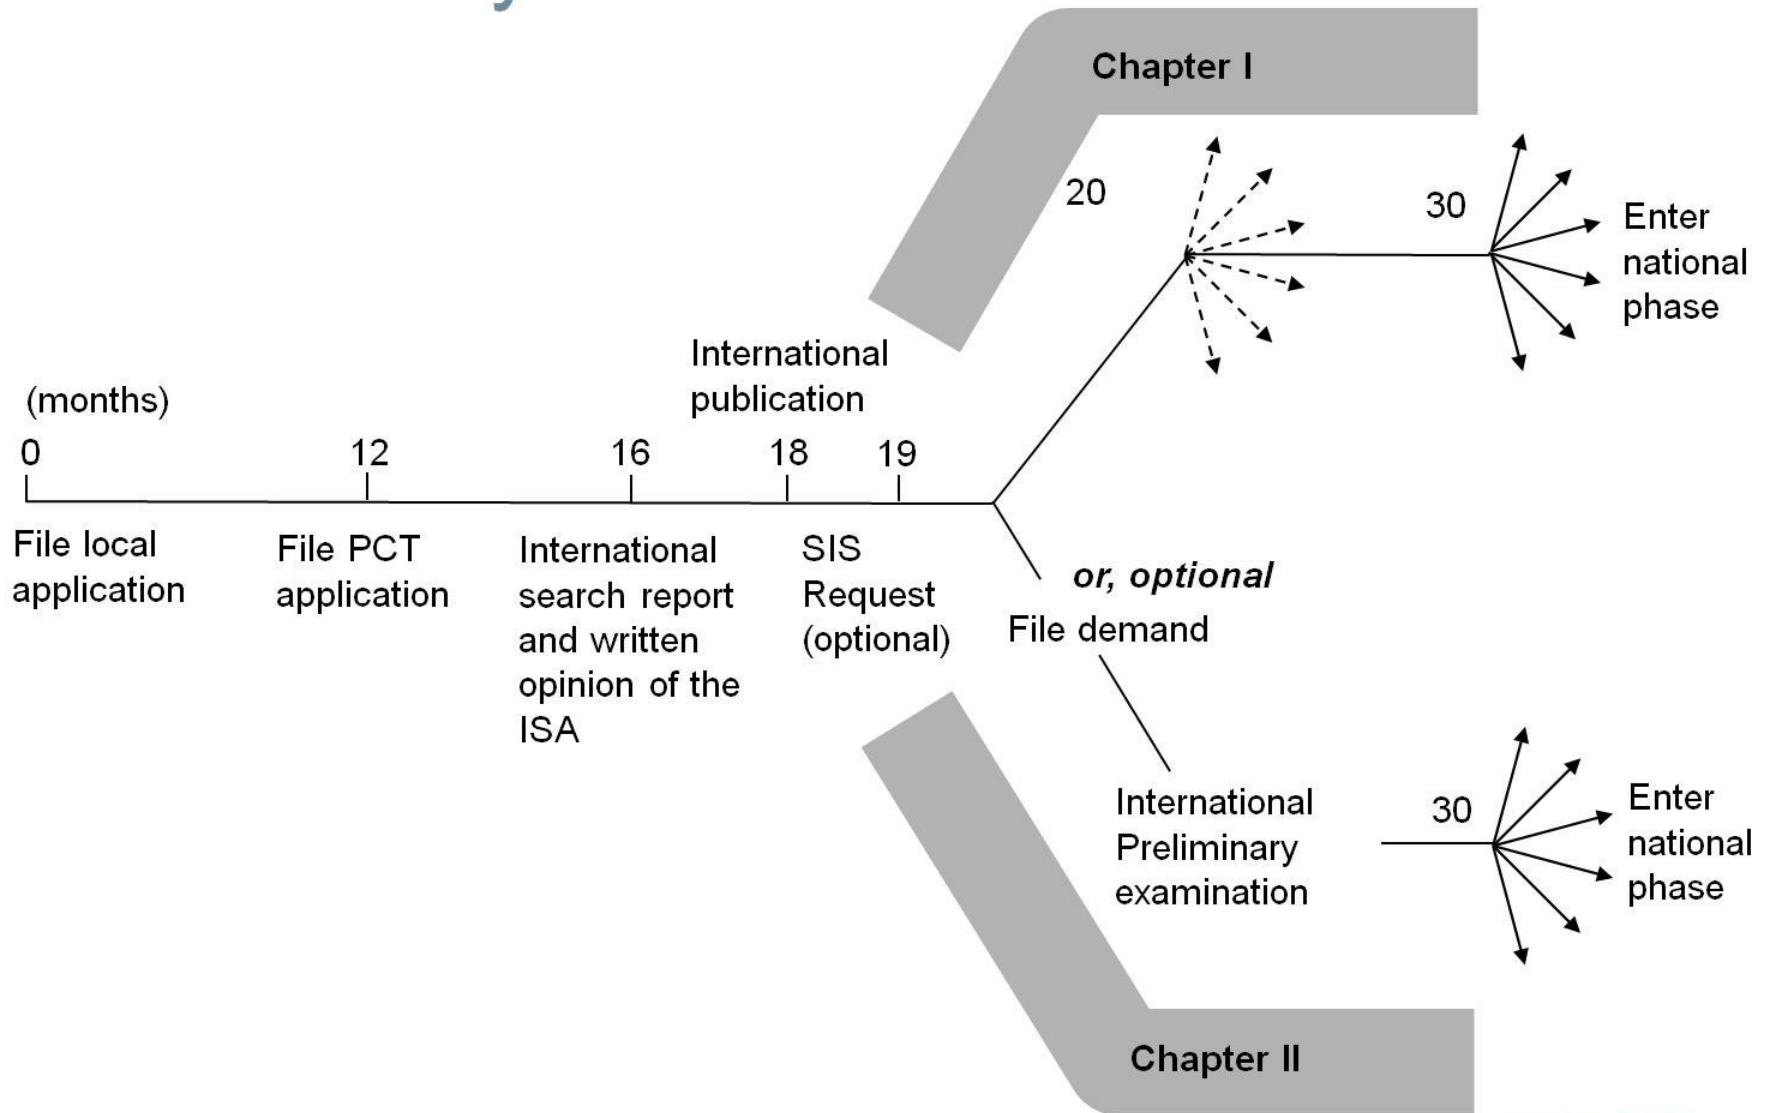 Chapter I
20
30
Enter
national
phase
International
publication
(months)
0
12
16
18
19
File local
application
File PCT
application
International
search report
and written
opinion of the
ISA
SIS
Request
(optional)
or, optional
File demand
International
Preliminary
examination
30
Enter
national
phase
Chapter II